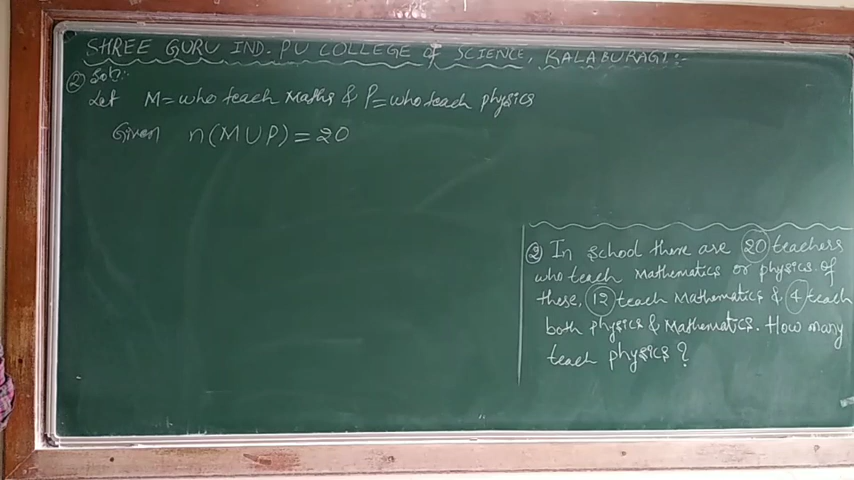 SHREE GURU IND. PU COLLEGE of SCIENCE, KALABURAGI:-
② Soln:-
Let M = who teach Maths & P = who teach physics
Given n(M∪P) = 20
② In school there are 20 teachers
who teach Mathematics or physics. Of
these, 12 teach Mathematics & 4 teach
both physics & Mathematics. How many
teach physics?